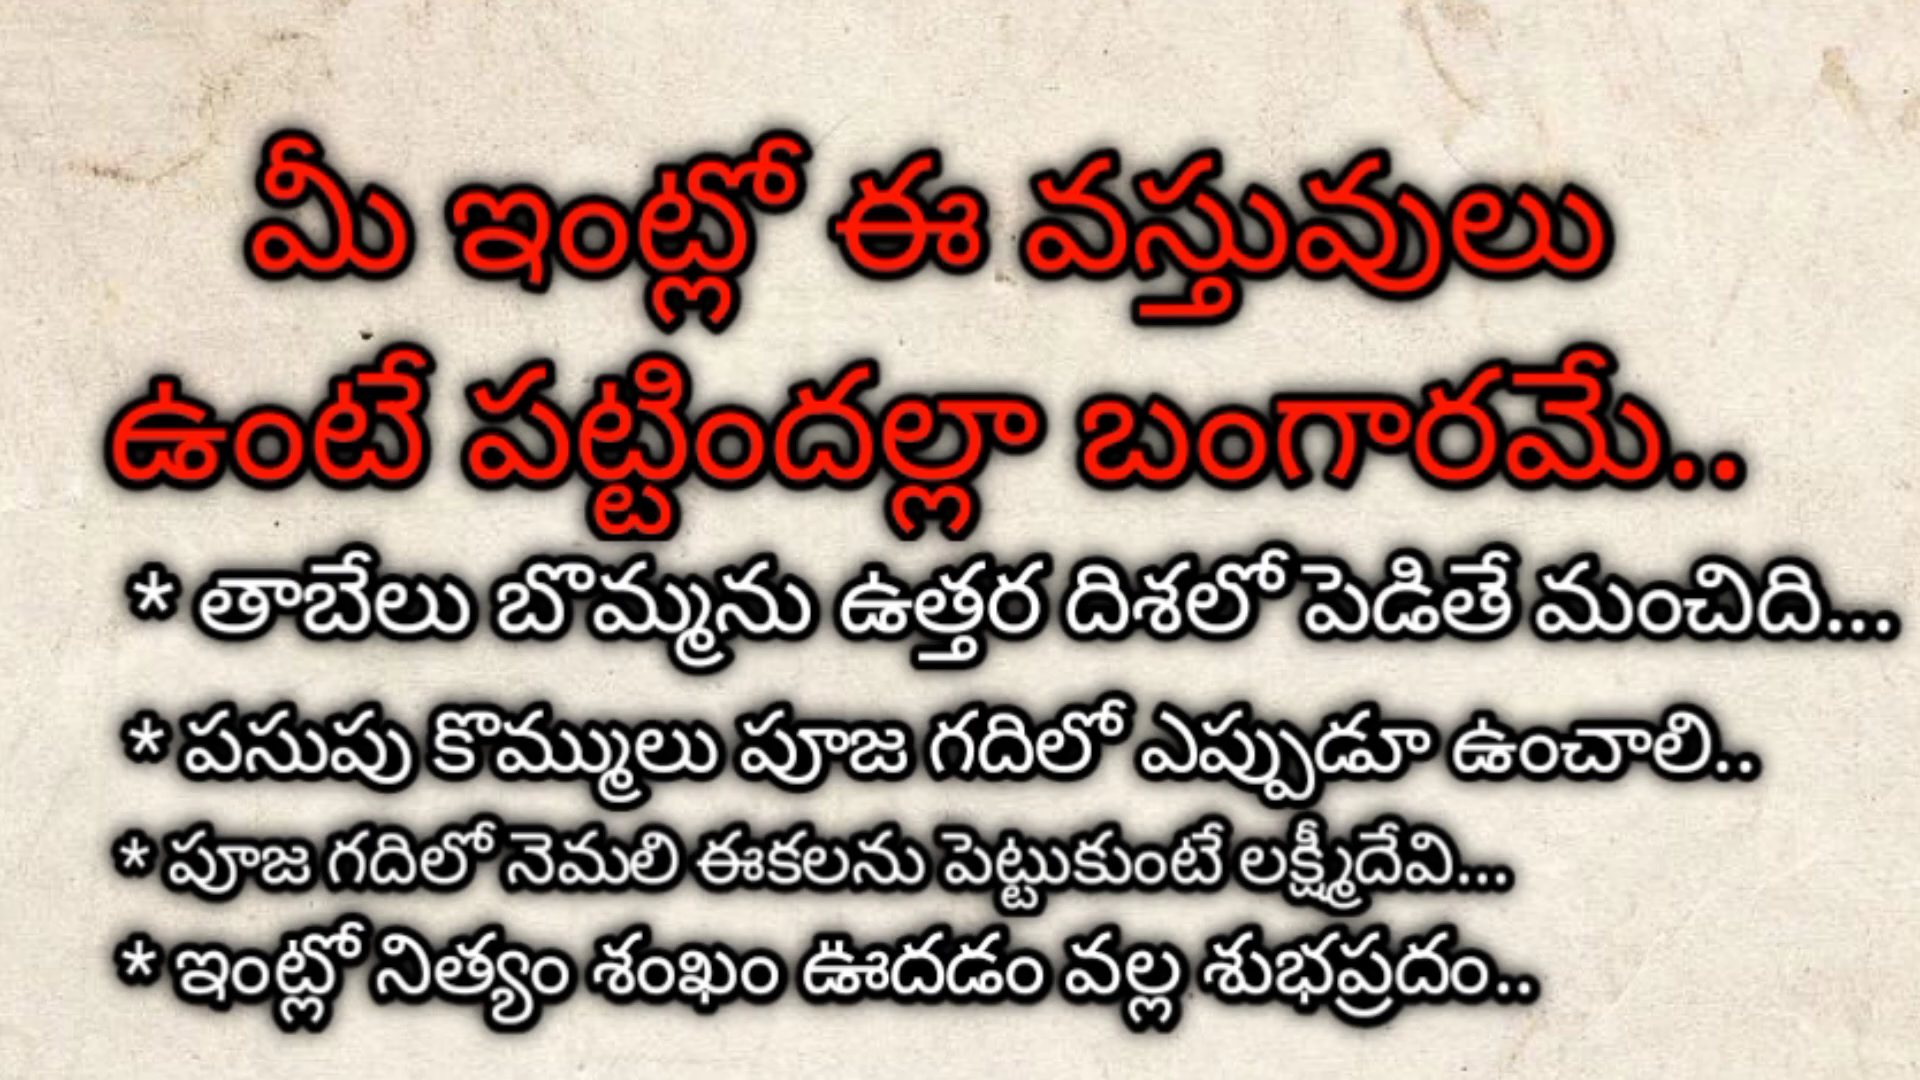 మీ ఇంట్లో ఈ వస్తువులు
ఉంటే పట్టిందల్లా బంగారమే..
* తాబేలు బొమ్మను ఉత్తర దిశలో పెడితే మంచిది...
* పసుపు కొమ్ములు పూజ గదిలో ఎప్పుడూ ఉంచాలి..
* పూజ గదిలో నెమలి ఈకలను పెట్టుకుంటే లక్ష్మీదేవి...
* ఇంట్లో నిత్యం శంఖం ఊదడం వల్ల శుభప్రదం..